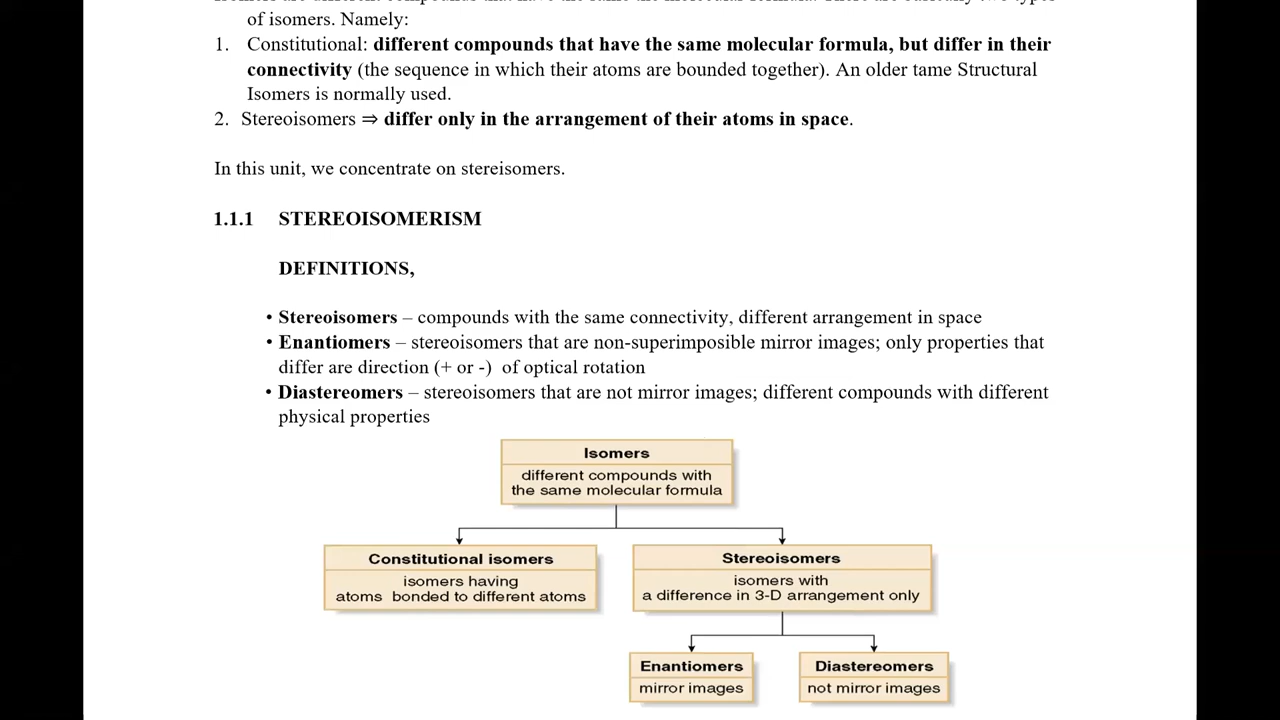 of isomers. Namely:
1. Constitutional: different compounds that have the same molecular formula, but differ in their
connectivity (the sequence in which their atoms are bounded together). An older tame Structural
Isomers is normally used.
2. Stereoisomers ⇒ differ only in the arrangement of their atoms in space.
In this unit, we concentrate on stereisomers.
1.1.1 STEREOISOMERISM
DEFINITIONS,
• Stereoisomers – compounds with the same connectivity, different arrangement in space
• Enantiomers – stereoisomers that are non-superimposible mirror images; only properties that
differ are direction (+ or -) of optical rotation
• Diastereomers – stereoisomers that are not mirror images; different compounds with different
physical properties
Isomers
different compounds with
the same molecular formula
Constitutional isomers
isomers having
atoms bonded to different atoms
Stereoisomers
isomers with
a difference in 3-D arrangement only
Enantiomers
mirror images
Diastereomers
not mirror images